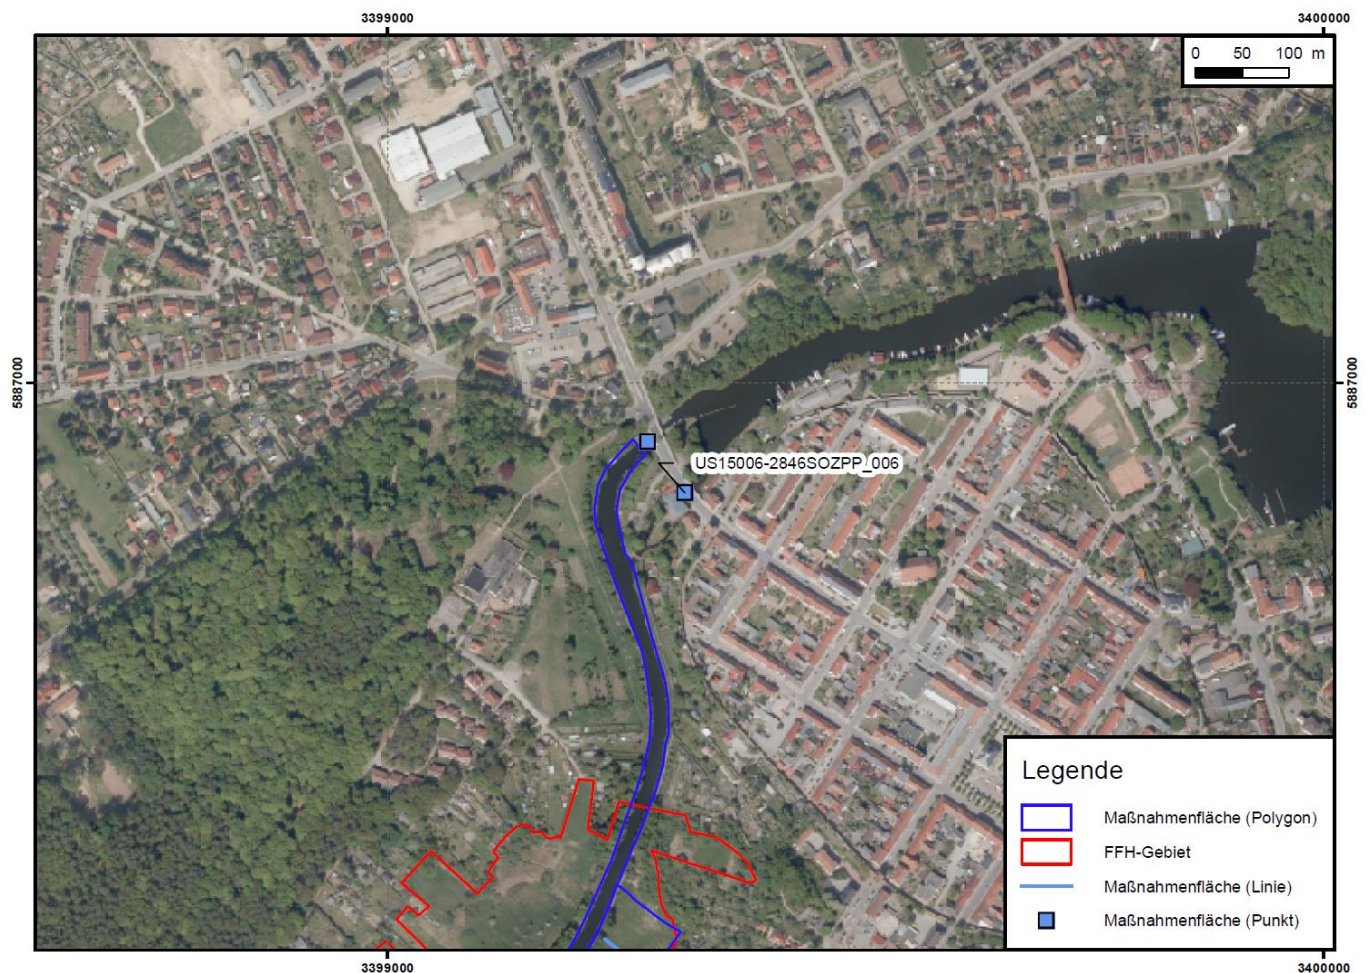 3399000
3400000
0 50 100 m
5887000
5887000
US15006-2846SOZPP_006
Legende
Maßnahmenfläche (Polygon)
FFH-Gebiet
Maßnahmenfläche (Linie)
Maßnahmenfläche (Punkt)
3399000
3400000